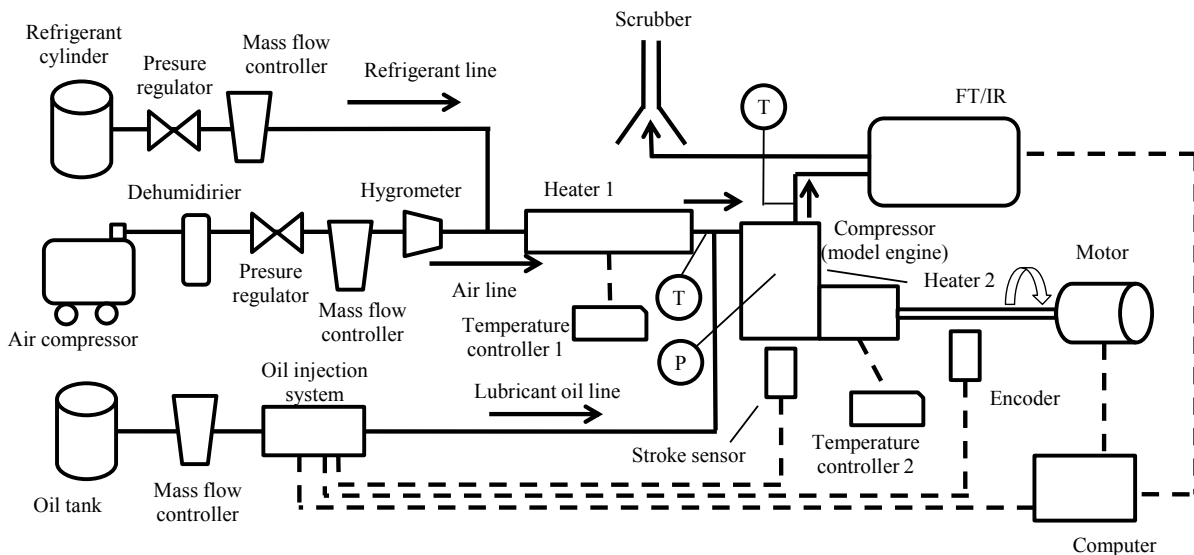 Refrigerant
cylinder
Presure
regulator
Mass flow
controller
Refrigerant line
Scrubber
T
FT/IR
Dehumidirier
Hygrometer
Heater 1
Compressor
(model engine)
Heater 2
Motor
Presure
regulator
Air line
T
Mass flow
controller
Air compressor
Temperature
controller 1
P
Oil injection
system
Lubricant oil line
Encoder
Stroke sensor
Temperature
controller 2
Oil tank
Mass flow
controller
Computer